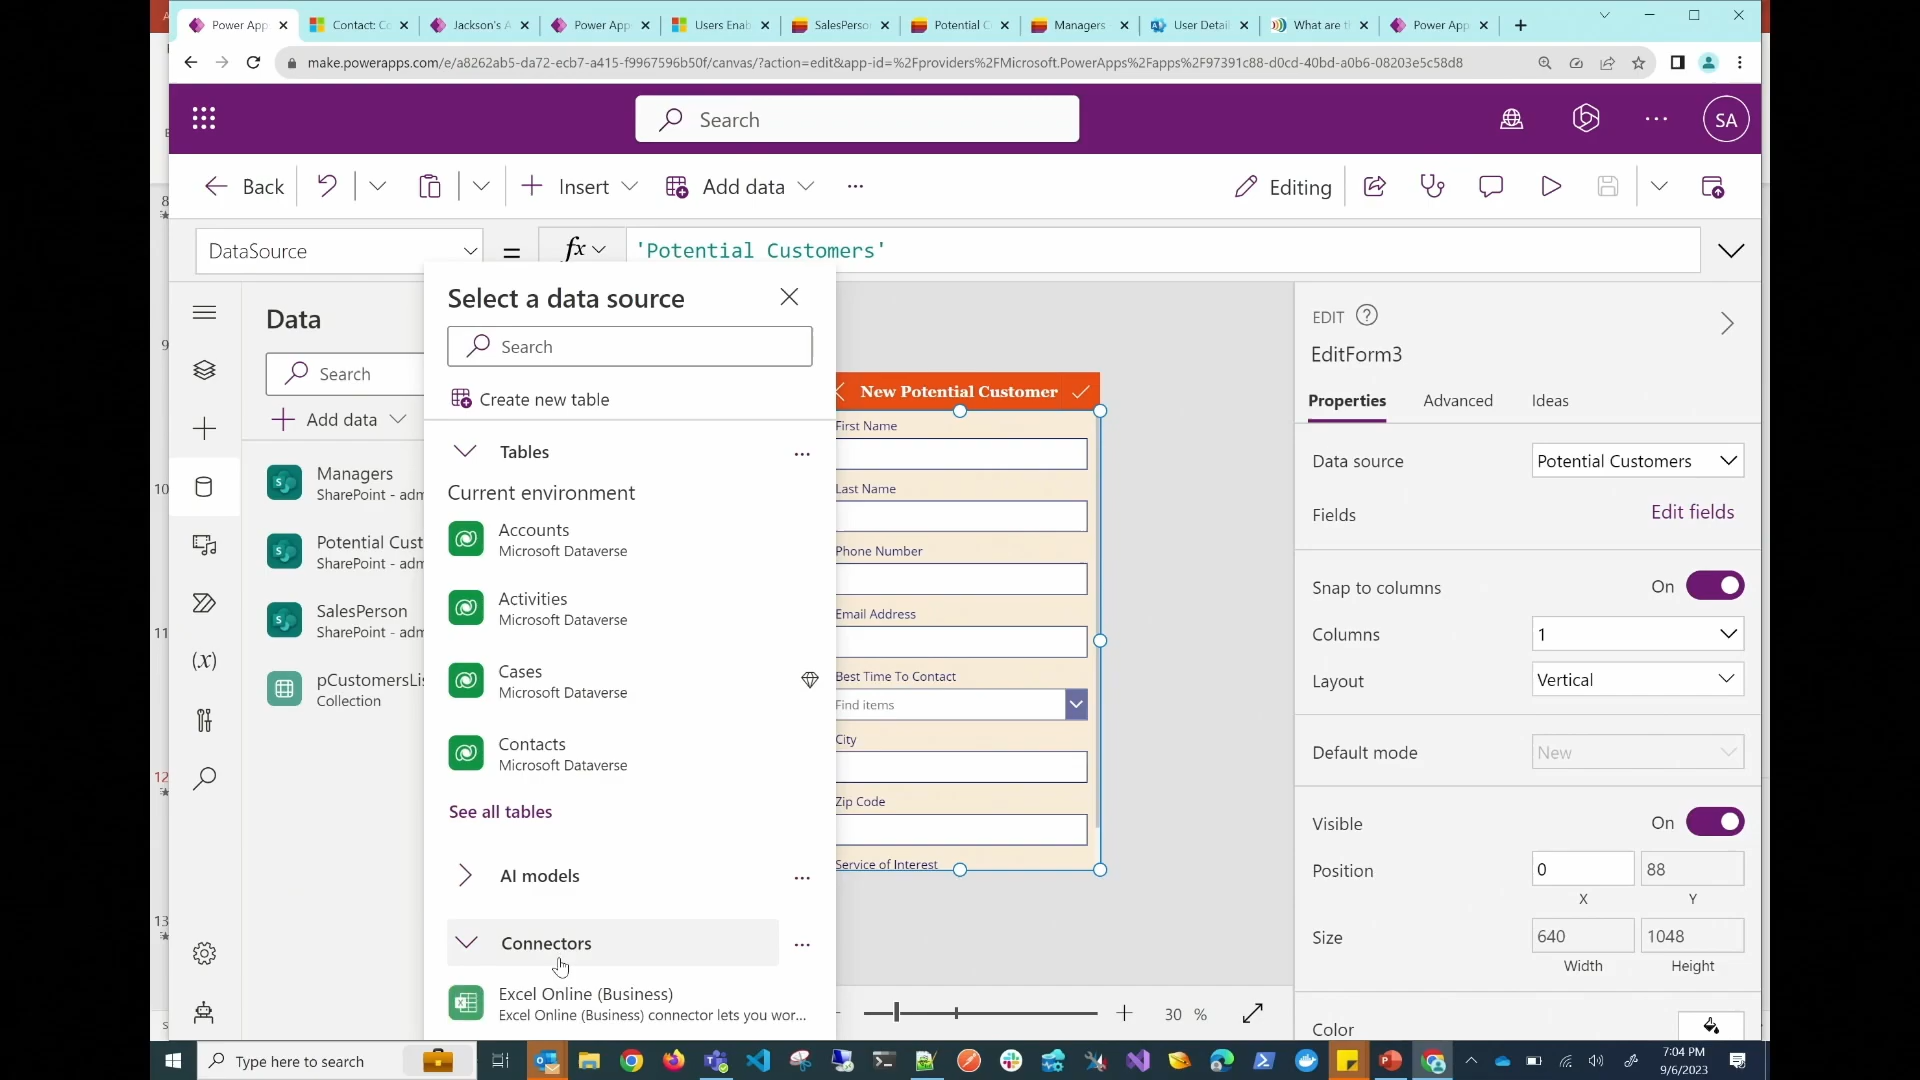 Power App
Contact: Co
Jackson's A
Power App
Users Enab
SalesPerso
Potential C
Managers
User Detail
What are t
Power App
make.powerapps.com/e/a8262ab5-da72-ecb7-a415-f9967596b50f/canvas/?action=edit&app-id=%2Fproviders%2FMicrosoft.PowerApps%2Fapps%2F97391c88-d0cd-40bd-a0b6-08203e5c58d8
Search
SA
Back
Insert
Add data
Editing
DataSource
=
fx
'Potential Customers'
Data
Search
Add data
Managers
SharePoint - adm
Potential Cust
SharePoint - adm
SalesPerson
SharePoint - adm
pCustomersLis
Collection
(x)
Select a data source
Search
Create new table
Tables
Current environment
Accounts
Microsoft Dataverse
Activities
Microsoft Dataverse
Cases
Microsoft Dataverse
Contacts
Microsoft Dataverse
See all tables
AI models
Connectors
Excel Online (Business)
Excel Online (Business) connector lets you wor...
New Potential Customer
First Name
Last Name
Phone Number
Email Address
Best Time To Contact
Find items
City
Zip Code
Service of Interest
30 %
EDIT
EditForm3
Properties Advanced Ideas
Data source Potential Customers
Fields Edit fields
Snap to columns On
Columns 1
Layout Vertical
Default mode New
Visible On
Position 0 88
X Y
Size 640 1048
Width Height
Color
8
9
10
11
12
13
Type here to search
7:04 PM
9/6/2023